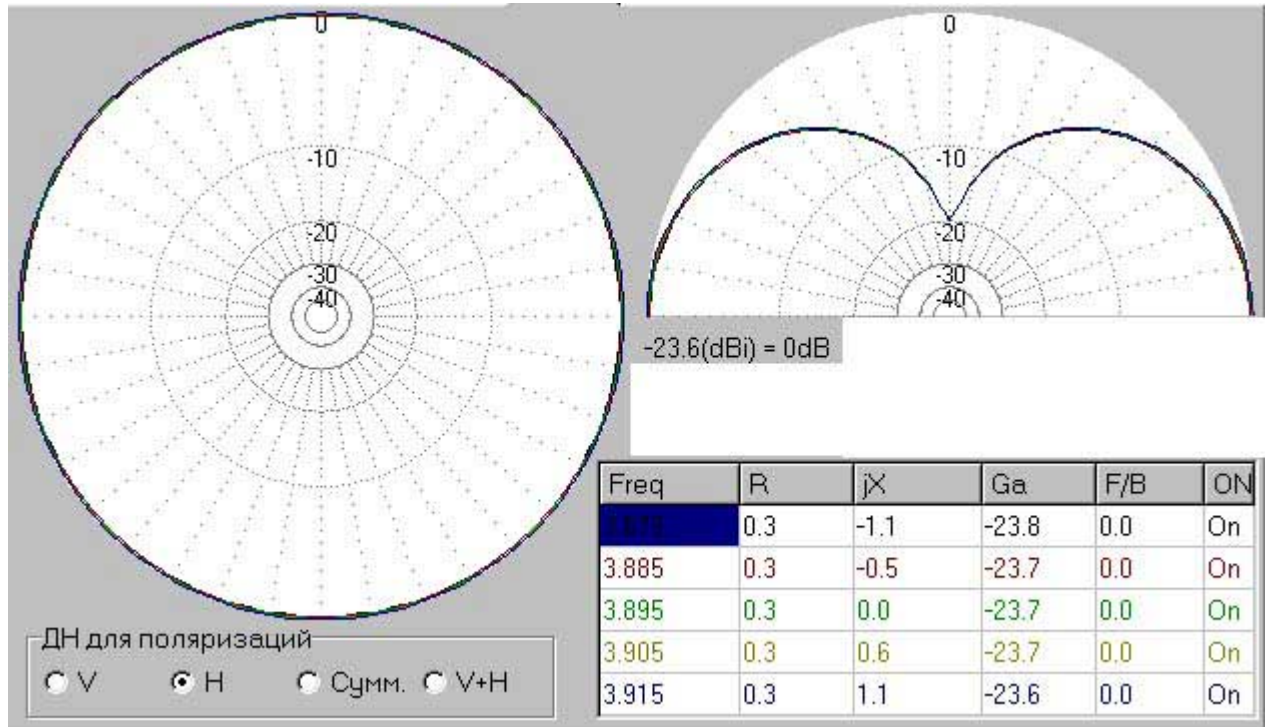 0
-10
-20
-30
-40
0
-10
-20
-30
-40
-23.6(dBi) = 0dB
Freq R jX Ga F/B ON
0.3 -1.1 -23.8 0.0 On
3.885 0.3 -0.5 -23.7 0.0 On
3.895 0.3 0.0 -23.7 0.0 On
3.905 0.3 0.6 -23.7 0.0 On
3.915 0.3 1.1 -23.6 0.0 On
ДН для поляризаций
V H Сумм. V+H